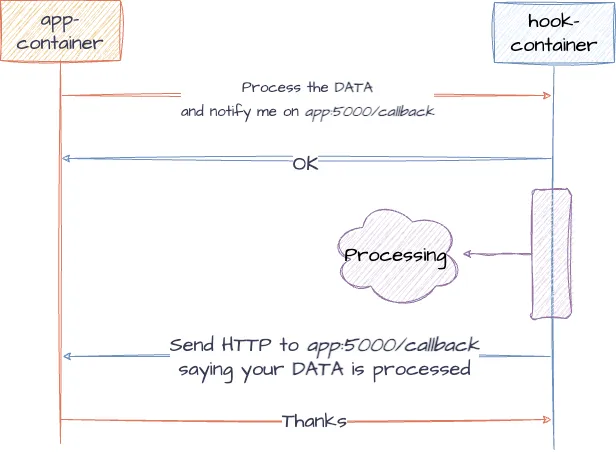 app-
container
hook-
container
Process the DATA
and notify me on app:5000/callback
OK
Processing
Send HTTP to app:5000/callback
saying your DATA is processed
Thanks